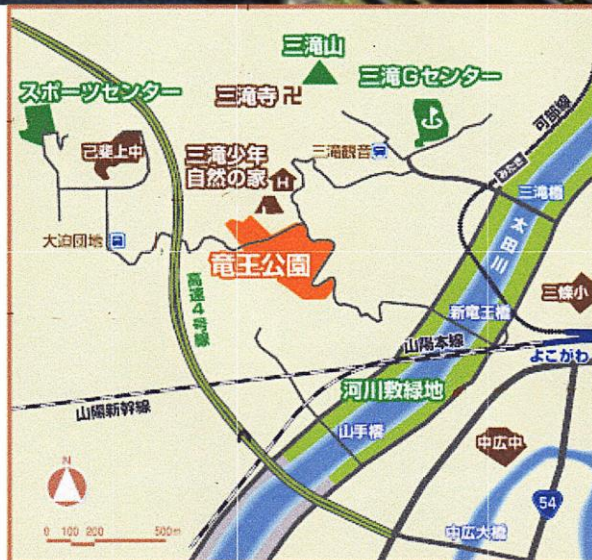 三滝山
三滝Gセンター
スポーツセンター
三滝寺 卍
可部線
己斐上中
三滝少年
自然の家
三滝観音
みたき
三滝橋
太田川
大迫団地
竜王公園
高速4号線
三篠小
新竜王橋
山陽本線
よこがわ
河川敷緑地
山陽新幹線
山手橋
中広中
N
54
0 100 200 500m
中広大橋